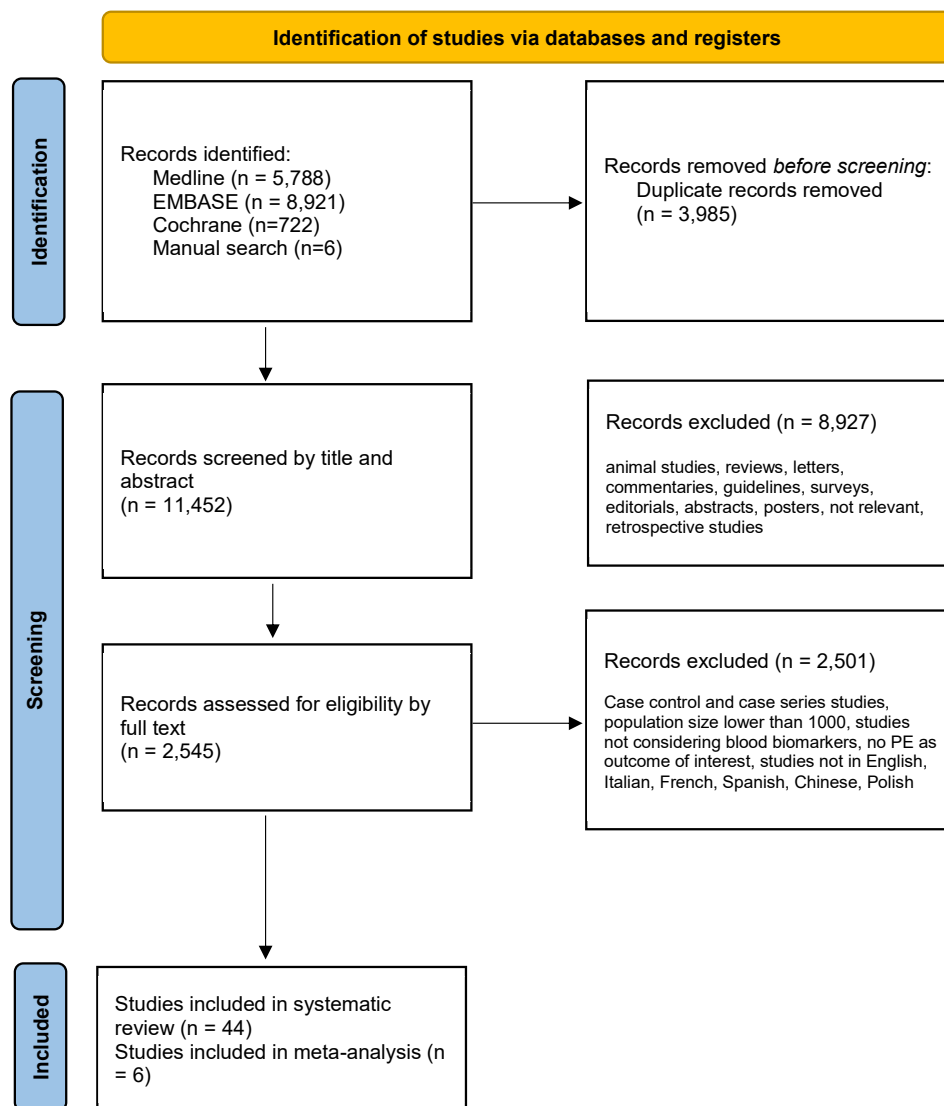 Identification of studies via databases and registers
Identification
Records identified:
Medline (n = 5,788)
EMBASE (n = 8,921)
Cochrane (n=722)
Manual search (n=6)
Records removed before screening:
Duplicate records removed
(n = 3,985)
Screening
Records screened by title and
abstract
(n = 11,452)
Records excluded (n = 8,927)
animal studies, reviews, letters,
commentaries, guidelines, surveys,
editorials, abstracts, posters, not relevant,
retrospective studies
Records assessed for eligibility by
full text
(n = 2,545)
Records excluded (n = 2,501)
Case control and case series studies,
population size lower than 1000, studies
not considering blood biomarkers, no PE as
outcome of interest, studies not in English,
Italian, French, Spanish, Chinese, Polish
Included
Studies included in systematic
review (n = 44)
Studies included in meta-analysis (n
= 6)